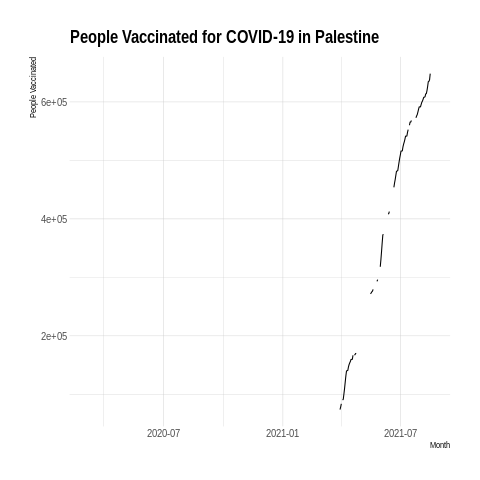 People Vaccinated for COVID-19 in Palestine
People Vaccinated
6e+05
4e+05
2e+05
2020-07
2021-01
2021-07
Month